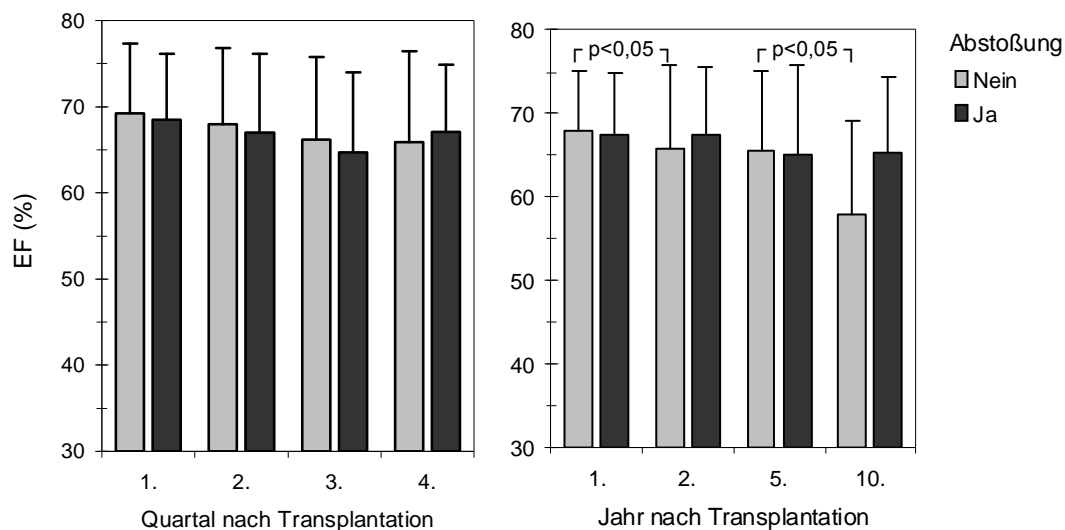 EF (%)
80
70
60
50
40
30
1. 2. 3. 4.
Quartal nach Transplantation
80
70
60
50
40
30
p<0,05 p<0,05
1. 2. 5. 10.
Jahr nach Transplantation
Abstoßung
Nein
Ja